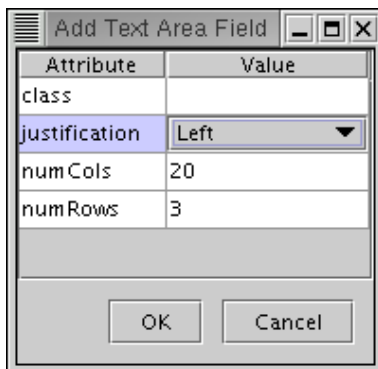 Add Text Area Field
Attribute Value
class
justification Left
numCols 20
numRows 3
OK Cancel